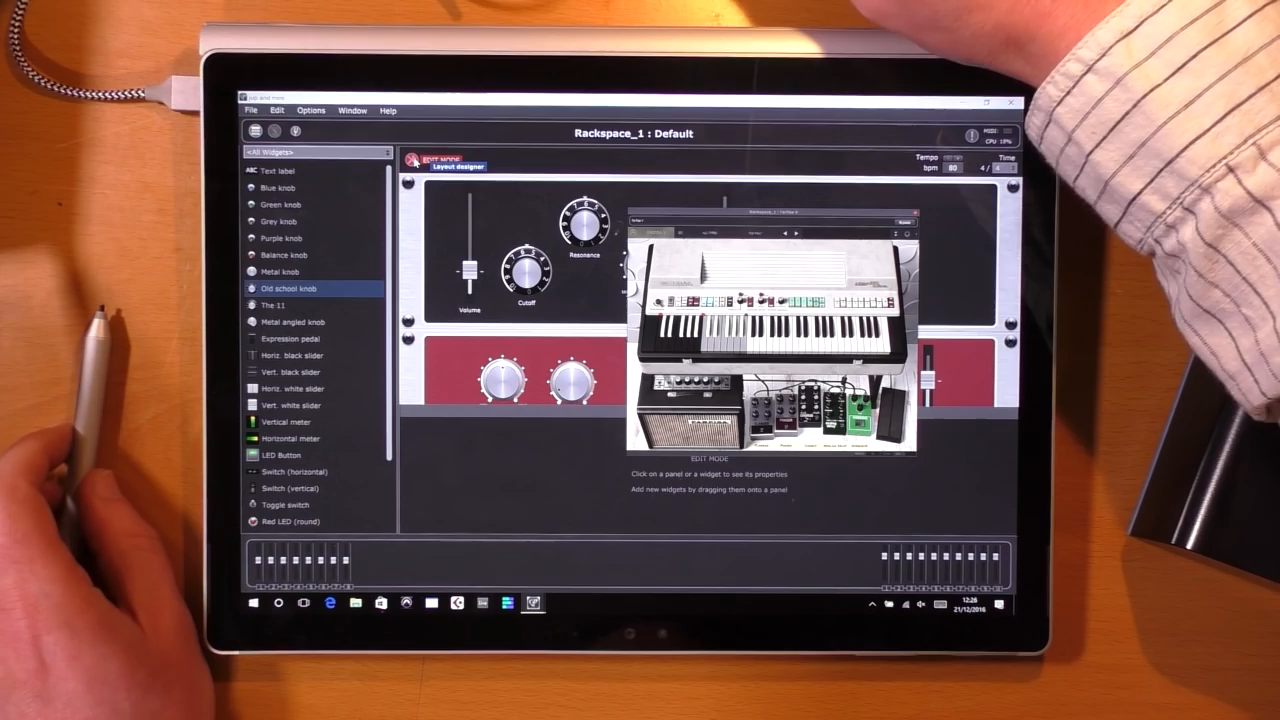 File Edit Options Window Help
Rackspace_1 : Default
MIDI:
CPU 10%
<All Widgets>
EDIT MODE
Layout designer
Tempo
bpm 80
Time
4 / 4
ABC Text label
Blue knob
Green knob
Grey knob
Purple knob
Balance knob
Metal knob
Old school knob
The 11
Metal angled knob
Expression pedal
Horiz. black slider
Vert. black slider
Horiz. white slider
Vert. white slider
Vertical meter
Horizontal meter
LED Button
Switch (horizontal)
Switch (vertical)
Toggle switch
Red LED (round)
Volume
Cutoff
Resonance
EDIT MODE
Click on a panel or a widget to see its properties
Add new widgets by dragging them onto a panel
12:26
21/12/2016